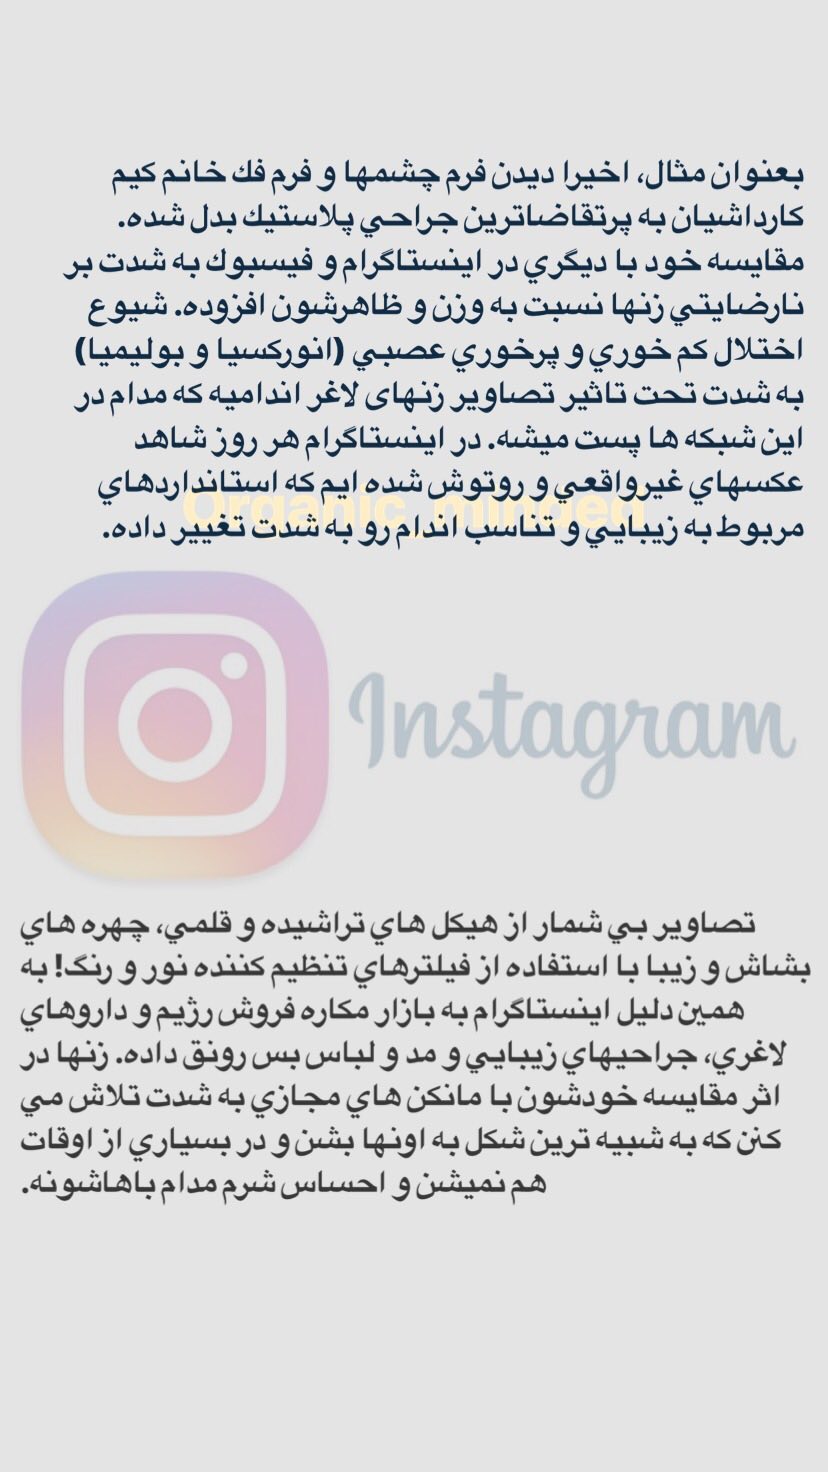 بعنوان مثال، اخيرا ديدن فرم چشمها و فرم فك خانم كيم
كارداشيان به پرتقاضاترين جراحي پلاستيك بدل شده.
مقايسه خود با ديگري در اينستاگرام و فيسبوك به شدت بر
نارضايتي زنها نسبت به وزن و ظاهرشون افزوده. شيوع
اختلال كم خوري و پرخوري عصبي (انوركسيا و بوليميا)
به شدت تحت تاثير تصاوير زنهای لاغر اندامیه که مدام در
این شبکه ها پست میشه. در اينستاگرام هر روز شاهد
عكسهاي غيرواقعي و روتوش شده ايم كه استانداردهاي
Organic_minded
مربوط به زيبايي و تناسب اندام رو به شدت تغيير داده.
Instagram
تصاوير بي شمار از هيكل هاي تراشيده و قلمي، چهره هاي
بشاش و زيبا با استفاده از فيلترهاي تنظيم كننده نور و رنگ! به
همين دليل اينستاگرام به بازار مكاره فروش رژيم و داروهاي
لاغري، جراحيهاي زيبايي و مد و لباس بس رونق داده. زنها در
اثر مقايسه خودشون با مانكن هاي مجازي به شدت تلاش مي
كنن كه به شبيه ترين شكل به اونها بشن و در بسياري از اوقات
هم نميشن و احساس شرم مدام باهاشونه.